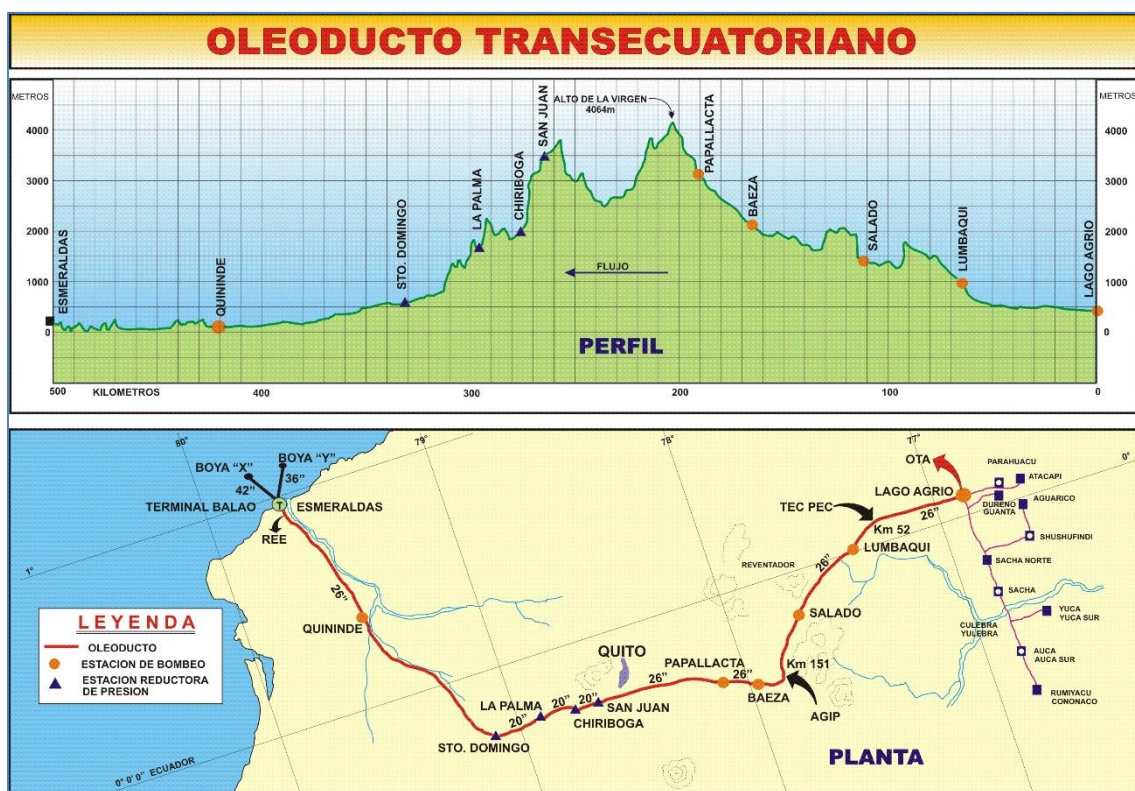 OLEODUCTO TRANSECUATORIANO
METROS
4000
3000
2000
1000
0
ESMERALDAS
QUININDE
STO. DOMINGO
LA PALMA
CHIRIBOGA
SAN JUAN
ALTO DE LA VIRGEN
4064m
PAPALLACTA
BAEZA
SALADO
LUMBAQUI
LAGO AGRIO
METROS
4000
3000
2000
1000
0
FLUJO
PERFIL
500
KILOMETROS
400
300
200
100
0
80
79
78
77
0°
1°
BOYA "X"
BOYA "Y"
42"
36"
TERMINAL BALAO
T
ESMERALDAS
REE
26"
QUININDE
STO. DOMINGO
20"
LA PALMA
20"
CHIRIBOGA
20"
SAN JUAN
QUITO
26"
PAPALLACTA
26"
BAEZA
AGIP
Km 151
SALADO
REVENTADOR
26"
LUMBAQUI
Km 52
TEC PEC
26"
LAGO AGRIO
OTA
PARAHUACU
ATACAPI
DURENO
GUANTA
AGUARICO
SHUSHUFINDI
SACHA NORTE
SACHA
CULEBRA
YULEBRA
YUCA
YUCA SUR
AUCA
AUCA SUR
RUMIYACU
CONONACO
LEYENDA
OLEODUCTO
ESTACION DE BOMBEO
ESTACION REDUCTORA
DE PRESION
0° 0' 0" ECUADOR
PLANTA